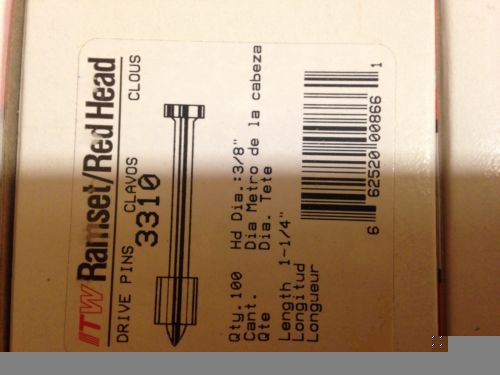 ITW Ramset/Red Head
DRIVE PINS CLAVOS CLOUS
3310
Qty. 100 Hd Dia.:3/8"
Cant. Dia Metro de la cabeza
Qte Dia. Tete
Length 1-1/4"
Longitud
Longueur
6 62520 00866 1